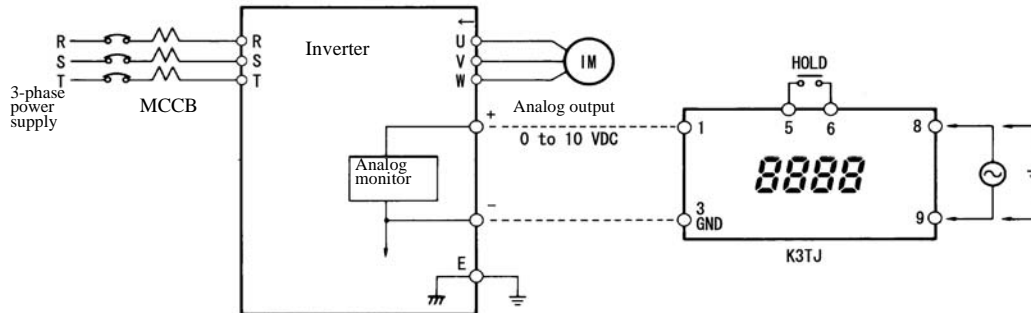 R
S
T
3-phase
power
supply
MCCB
R
S
T
Inverter
←
U
V
W
IM
Analog output
+
0 to 10 VDC
Analog
monitor
−
E
HOLD
5 6
1
8
8888
3
GND
9
K3TJ